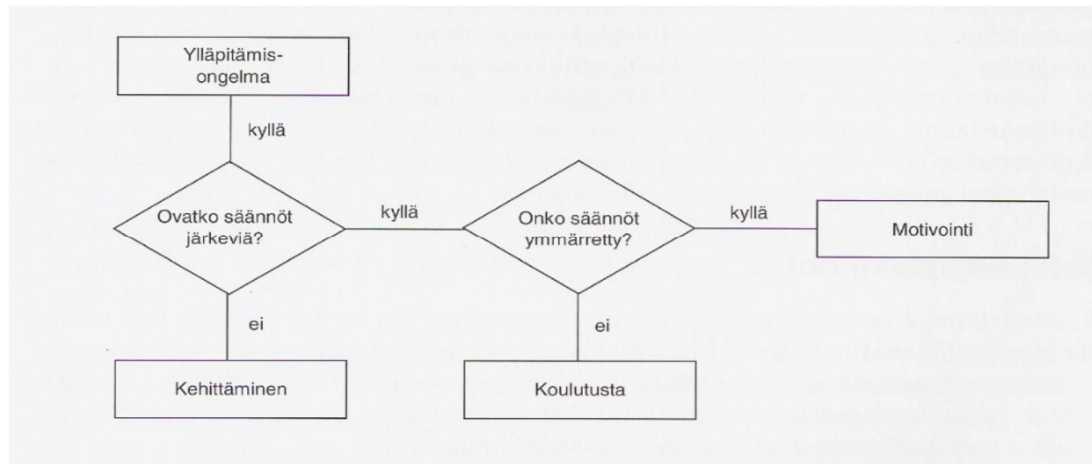 Ylläpitämis-
ongelma
kyllä
Ovatko säännöt
järkeviä?
kyllä
Onko säännöt
ymmärretty?
kyllä
Motivointi
ei
ei
Kehittäminen
Koulutusta